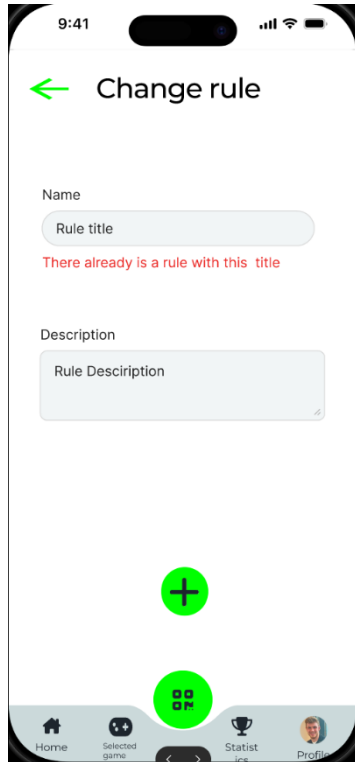 9:41
Change rule
Name
Rule title
There already is a rule with this title
Description
Rule Desciription
Home
Selected
game
Statist
ics
Profile